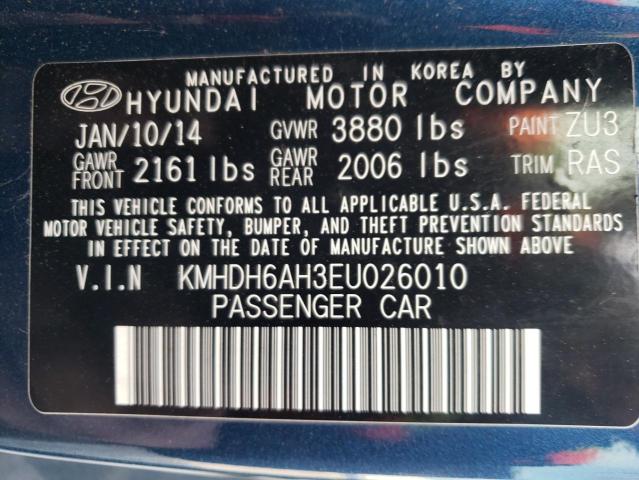 MANUFACTURED IN KOREA BY
HYUNDAI MOTOR COMPANY
JAN/10/14 GVWR 3880 lbs PAINT ZU3
GAWR FRONT 2161 lbs GAWR REAR 2006 lbs TRIM RAS
THIS VEHICLE CONFORMS TO ALL APPLICABLE U.S.A. FEDERAL
MOTOR VEHICLE SAFETY, BUMPER, AND THEFT PREVENTION STANDARDS
IN EFFECT ON THE DATE OF MANUFACTURE SHOWN ABOVE
V.I.N KMHDH6AH3EU026010
PASSENGER CAR